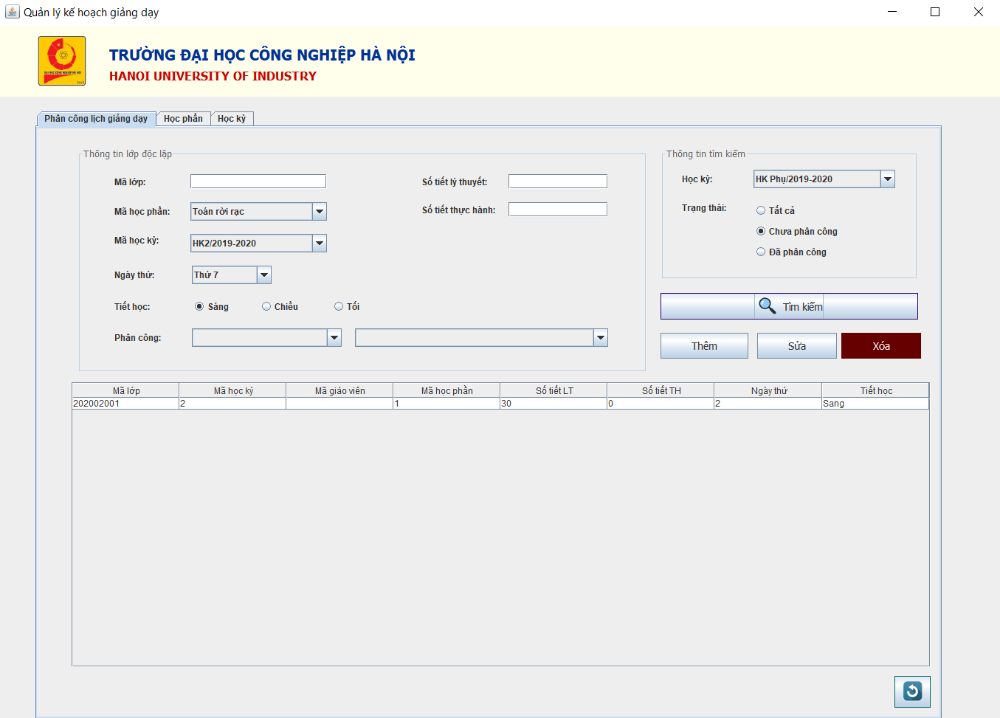 Quản lý kế hoạch giảng dạy
TRƯỜNG ĐẠI HỌC CÔNG NGHIỆP HÀ NỘI
HANOI UNIVERSITY OF INDUSTRY
ĐẠI HỌC CÔNG NGHIỆP HÀ NỘI
Phân công lịch giảng dạy Học phần Học kỳ
Thông tin lớp độc lập
Mã lớp: Số tiết lý thuyết:
Mã học phần: Toán rời rạc Số tiết thực hành:
Mã học kỳ: HK2/2019-2020
Ngày thứ: Thứ 7
Tiết học: Sáng Chiều Tối
Phân công:
Thông tin tìm kiếm
Học kỳ: HK Phụ/2019-2020
Trạng thái: Tất cả
Chưa phân công
Đã phân công
Tìm kiếm
Thêm Sửa Xóa
Mã lớp Mã học kỳ Mã giáo viên Mã học phần Số tiết LT Số tiết TH Ngày thứ Tiết học
202002001 2 1 30 0 2 Sang